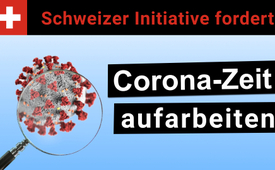 Schweizer Initiative fordert
Corona-Zeit
aufarbeiten